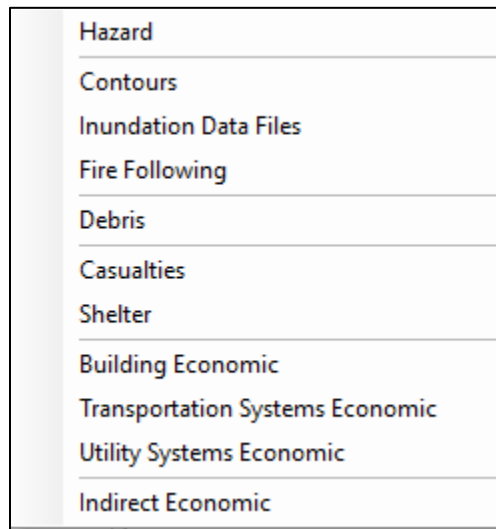 Hazard
Contours
Inundation Data Files
Fire Following
Debris
Casualties
Shelter
Building Economic
Transportation Systems Economic
Utility Systems Economic
Indirect Economic